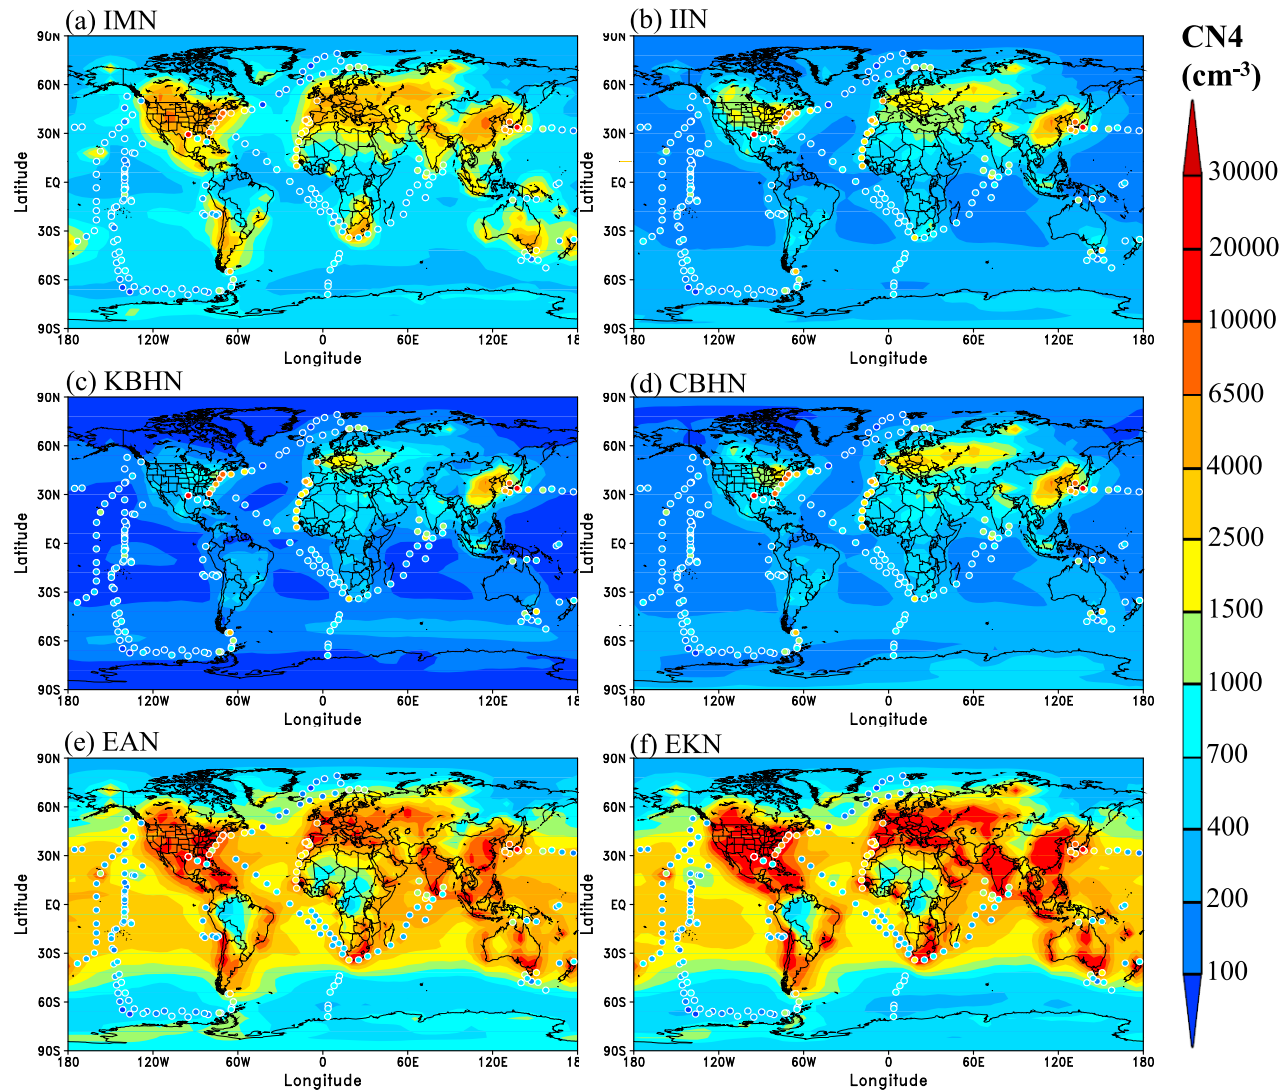 (a) IMN
(b) IIN
CN4
(cm-3)
90N
60N
30N
EQ
30S
60S
90S
Latitude
180
120W
60W
0
60E
120E
Longitude
90N
60N
30N
EQ
30S
60S
90S
Latitude
180
120W
60W
0
60E
120E
180
Longitude
(c) KBHN
(d) CBHN
90N
60N
30N
EQ
30S
60S
90S
Latitude
180
120W
60W
0
60E
120E
Longitude
90N
60N
30N
EQ
30S
60S
90S
Latitude
180
120W
60W
0
60E
120E
180
Longitude
(e) EAN
(f) EKN
90N
60N
30N
EQ
30S
60S
90S
Latitude
180
120W
60W
0
60E
120E
Longitude
90N
60N
30N
EQ
30S
60S
90S
Latitude
180
120W
60W
0
60E
120E
180
Longitude
30000
20000
10000
6500
4000
2500
1500
1000
700
400
200
100